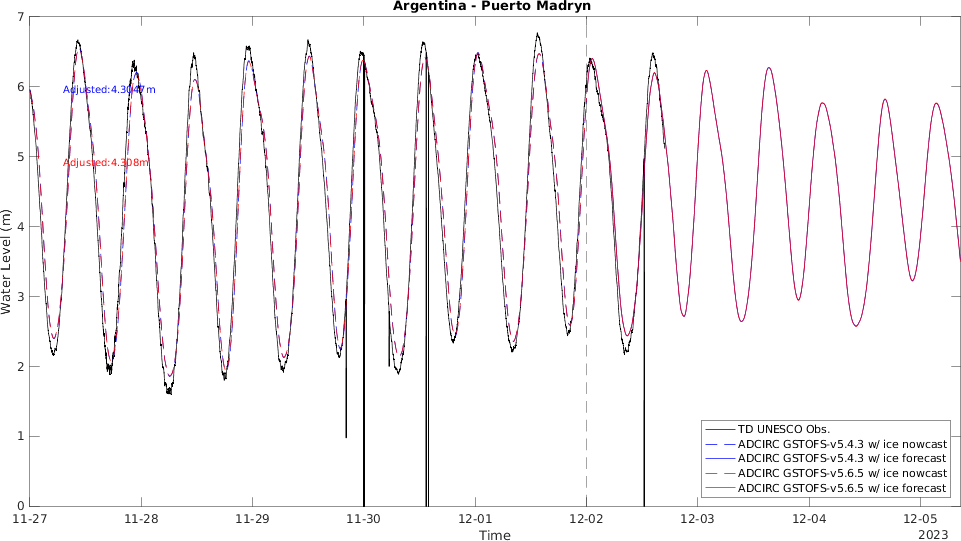 Argentina - Puerto Madryn
Water Level (m)
7
6
5
4
3
2
1
0
Adjusted:4.3047m
Adjusted:4.308m
TD UNESCO Obs.
ADCIRC GSTOFS-v5.4.3 w/ ice nowcast
ADCIRC GSTOFS-v5.4.3 w/ ice forecast
ADCIRC GSTOFS-v5.6.5 w/ ice nowcast
ADCIRC GSTOFS-v5.6.5 w/ ice forecast
11-27 11-28 11-29 11-30 12-01 12-02 12-03 12-04 12-05
Time
2023